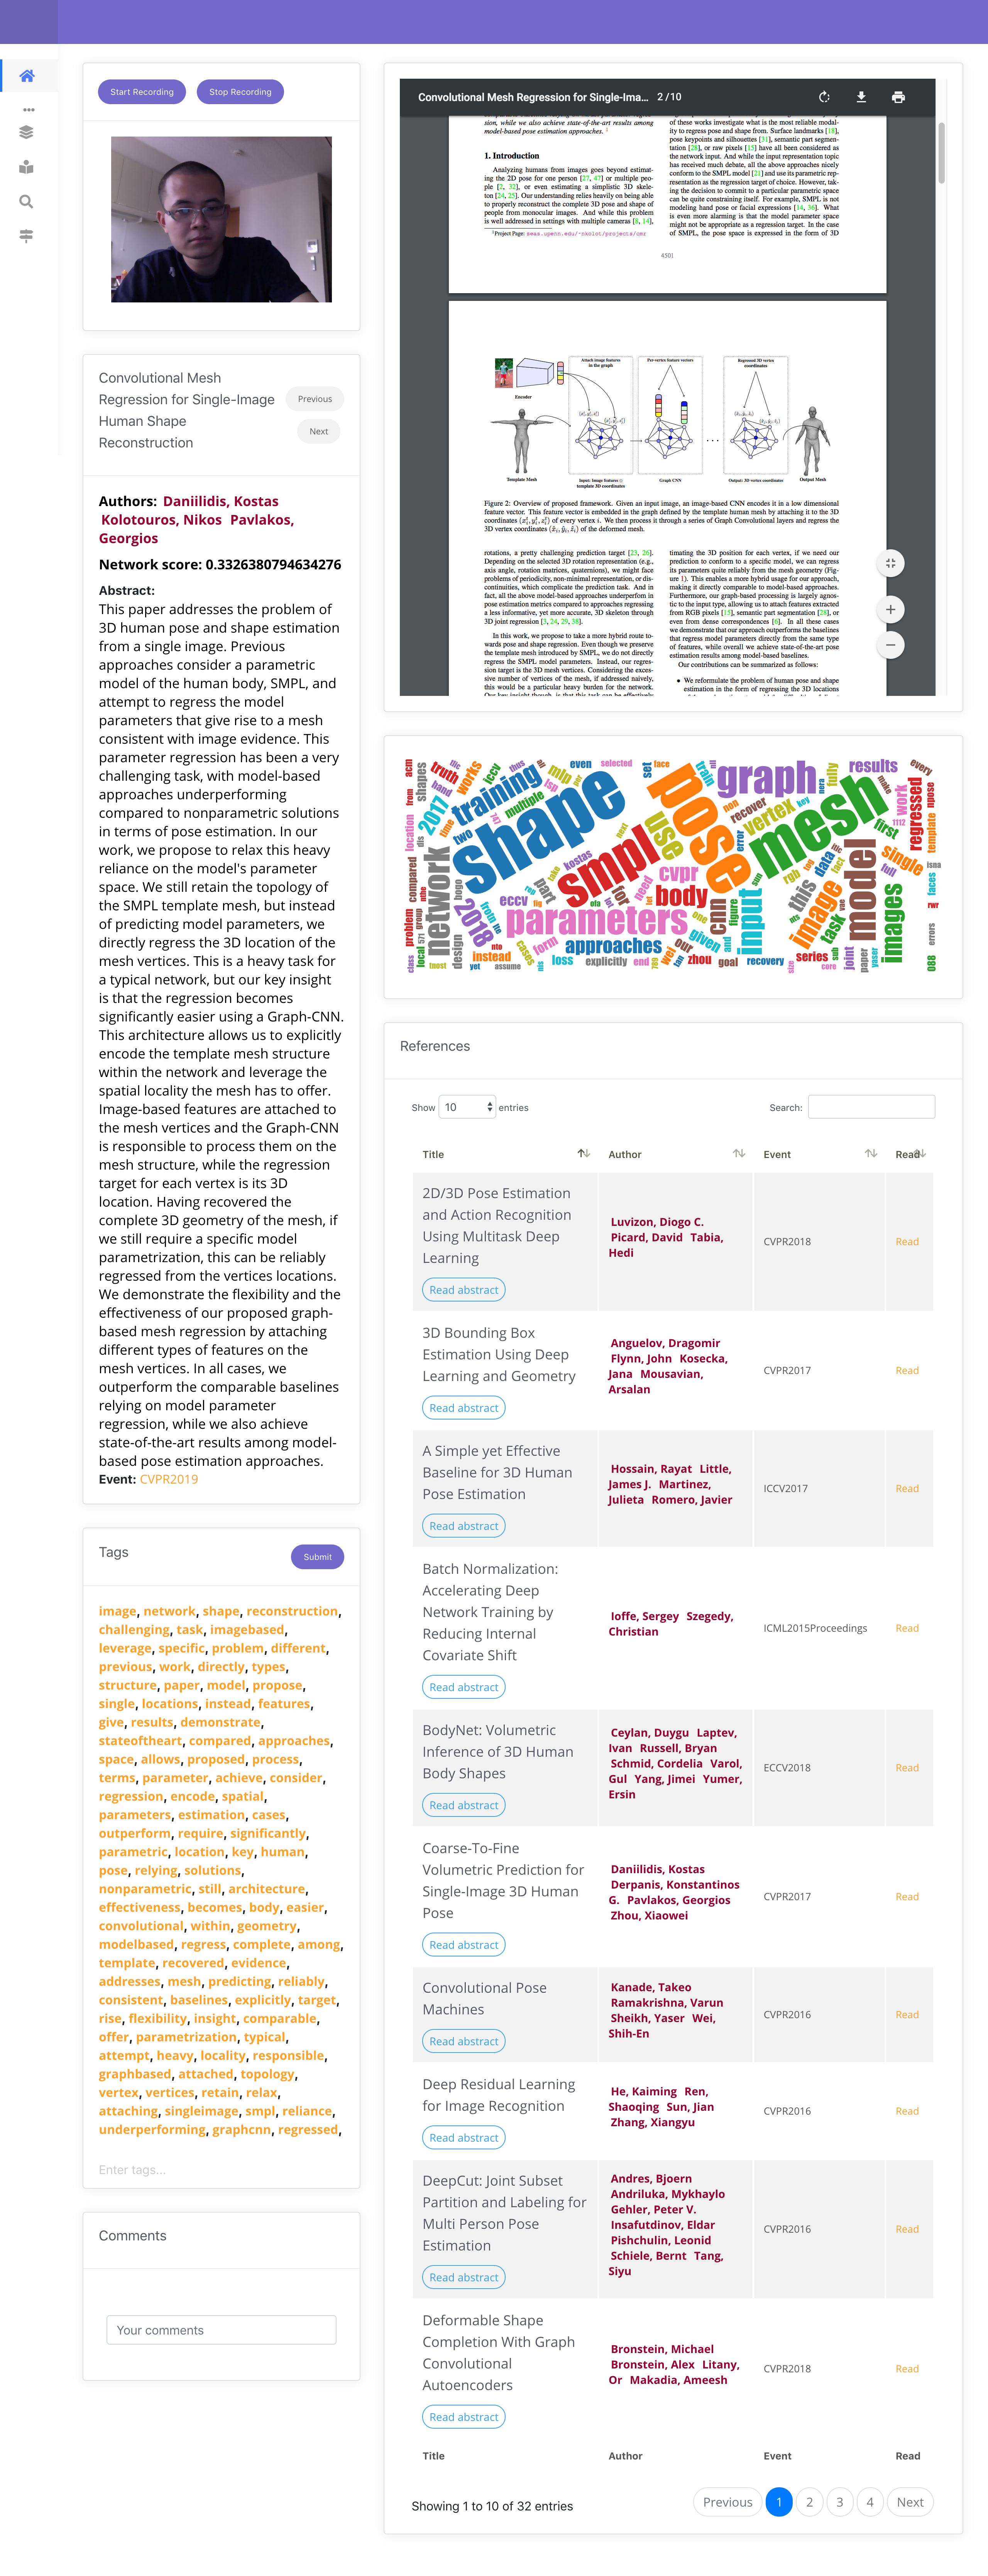 Start Recording
Stop Recording
Convolutional Mesh
Regression for Single-Image
Human Shape
Reconstruction
Previous
Next
Authors: Daniilidis, Kostas
Kolotouros, Nikos Pavlakos,
Georgios
Network score: 0.3326380794634276
Abstract:
This paper addresses the problem of
3D human pose and shape estimation
from a single image. Previous
approaches consider a parametric
model of the human body, SMPL, and
attempt to regress the model
parameters that give rise to a mesh
consistent with image evidence. This
parameter regression has been a very
challenging task, with model-based
approaches underperforming
compared to nonparametric solutions
in terms of pose estimation. In our
work, we propose to relax this heavy
reliance on the model's parameter
space. We still retain the topology of
the SMPL template mesh, but instead
of predicting model parameters, we
directly regress the 3D location of the
mesh vertices. This is a heavy task for
a typical network, but our key insight
is that the regression becomes
significantly easier using a Graph-CNN.
This architecture allows us to explicitly
encode the template mesh structure
within the network and leverage the
spatial locality the mesh has to offer.
Image-based features are attached to
the mesh vertices and the Graph-CNN
is responsible to process them on the
mesh structure, while the regression
target for each vertex is its 3D
location. Having recovered the
complete 3D geometry of the mesh, if
we still require a specific model
parametrization, this can be reliably
regressed from the vertices locations.
We demonstrate the flexibility and the
effectiveness of our proposed graph-
based mesh regression by attaching
different types of features on the
mesh vertices. In all cases, we
outperform the comparable baselines
relying on model parameter
regression, while we also achieve
state-of-the-art results among model-
based pose estimation approaches.
Event: CVPR2019
Tags
Submit
image, network, shape, reconstruction,
challenging, task, imagebased,
leverage, specific, problem, different,
previous, work, directly, types,
structure, paper, model, propose,
single, locations, instead, features,
give, results, demonstrate,
stateoftheart, compared, approaches,
space, allows, proposed, process,
terms, parameter, achieve, consider,
regression, encode, spatial,
parameters, estimation, cases,
outperform, require, significantly,
parametric, location, key, human,
pose, relying, solutions,
nonparametric, still, architecture,
effectiveness, becomes, body, easier,
convolutional, within, geometry,
modelbased, regress, complete, among,
template, recovered, evidence,
addresses, mesh, predicting, reliably,
consistent, baselines, explicitly, target,
rise, flexibility, insight, comparable,
offer, parametrization, typical,
attempt, heavy, locality, responsible,
graphbased, attached, topology,
vertex, vertices, retain, relax,
attaching, singleimage, smpl, reliance,
underperforming, graphcnn, regressed,
Enter tags...
Comments
Your comments
Convolutional Mesh Regression for Single-Ima... 2 / 10
sion, while we also achieve state-of-the-art results among
model-based pose estimation approaches. 1
1. Introduction
Analyzing humans from images goes beyond estimat-
ing the 2D pose for one person [27, 47] or multiple peo-
ple [2, 32], or even estimating a simplistic 3D skele-
ton [24, 25]. Our understanding relies heavily on being able
to properly reconstruct the complete 3D pose and shape of
people from monocular images. And while this problem
is well addressed in settings with multiple cameras [8, 14],
1Project Page: seas.upenn.edu/~nkolot/projects/cmr
of these works investigate what is the most reliable modal-
ity to regress pose and shape from. Surface landmarks [18],
pose keypoints and silhouettes [31], semantic part segmen-
tation [28], or raw pixels [15] have all been considered as
the network input. And while the input representation topic
has received much debate, all the above approaches nicely
conform to the SMPL model [21] and use its parametric rep-
resentation as the regression target of choice. However, tak-
ing the decision to commit to a particular parametric space
can be quite constraining itself. For example, SMPL is not
modeling hand pose or facial expressions [14, 36]. What
is even more alarming is that the model parameter space
might not be appropriate as a regression target. In the case
of SMPL, the pose space is expressed in the form of 3D
4501
Attach image features
in the graph
Per-vertex feature vectors
Regressed 3D vertex
coordinates
Encoder
Template Mesh
Input: Image features @
template 3D coordinates
Graph CNN
Output: 3D vertex coordinates
Output Mesh
Figure 2: Overview of proposed framework. Given an input image, an image-based CNN encodes it in a low dimensional
feature vector. This feature vector is embedded in the graph defined by the template human mesh by attaching it to the 3D
coordinates (xᵢᵗ, yᵢᵗ, zᵢᵗ) of every vertex i. We then process it through a series of Graph Convolutional layers and regress the
3D vertex coordinates (x̂ᵢ, ŷᵢ, ẑᵢ) of the deformed mesh.
rotations, a pretty challenging prediction target [23, 26].
Depending on the selected 3D rotation representation (e.g.,
axis angle, rotation matrices, quaternions), we might face
problems of periodicity, non-minimal representation, or dis-
continuities, which complicate the prediction task. And in
fact, all the above model-based approaches underperform in
pose estimation metrics compared to approaches regressing
a less informative, yet more accurate, 3D skeleton through
3D joint regression [3, 24, 29, 38].
In this work, we propose to take a more hybrid route to-
wards pose and shape regression. Even though we preserve
the template mesh introduced by SMPL, we do not directly
regress the SMPL model parameters. Instead, our regres-
sion target is the 3D mesh vertices. Considering the exces-
sive number of vertices of the mesh, if addressed naively,
this would be a particular heavy burden for the network.
timating the 3D position for each vertex, if we need our
prediction to conform to a specific model, we can regress
its parameters quite reliably from the mesh geometry (Fig-
ure 1). This enables a more hybrid usage for our approach,
making it directly comparable to model-based approaches.
Furthermore, our graph-based processing is largely agnos-
tic to the input type, allowing us to attach features extracted
from RGB pixels [15], semantic part segmentation [28], or
even from dense correspondences [6]. In all these cases
we demonstrate that our approach outperforms the baselines
that regress model parameters directly from the same type
of features, while overall we achieve state-of-the-art pose
estimation results among model-based baselines.
Our contributions can be summarized as follows:
• We reformulate the problem of human pose and shape
estimation in the form of regressing the 3D locations
shape
pose
mesh
graph
smpl
parameters
network
training
model
image
images
input
body
cnn
use
cvpr
vertex
approaches
2018
2017
eccv
iccv
results
regressed
single
template
first
work
works
truth
shapes
multiple
mlp
even
selected
face
set
train
non
recover
fully
every
npose
location
compared
problem
design
instead
assume
form
cases
loss
explicitly
end
zhou
goal
recovery
given
our
need
for
part
kostas
error
figure
data
this
task
series
joint
paper
yaser
errors
faces
isna
rwr
088
References
Show 10 entries
Search:
Title Author Event Read
2D/3D Pose Estimation
and Action Recognition
Using Multitask Deep
Learning
Read abstract
Luvizon, Diogo C.
Picard, David Tabia,
Hedi
CVPR2018
Read
3D Bounding Box
Estimation Using Deep
Learning and Geometry
Read abstract
Anguelov, Dragomir
Flynn, John Kosecka,
Jana Mousavian,
Arsalan
CVPR2017
Read
A Simple yet Effective
Baseline for 3D Human
Pose Estimation
Read abstract
Hossain, Rayat Little,
James J. Martinez,
Julieta Romero, Javier
ICCV2017
Read
Batch Normalization:
Accelerating Deep
Network Training by
Reducing Internal
Covariate Shift
Read abstract
Ioffe, Sergey Szegedy,
Christian
ICML2015Proceedings
Read
BodyNet: Volumetric
Inference of 3D Human
Body Shapes
Read abstract
Ceylan, Duygu Laptev,
Ivan Russell, Bryan
Schmid, Cordelia Varol,
Gul Yang, Jimei Yumer,
Ersin
ECCV2018
Read
Coarse-To-Fine
Volumetric Prediction for
Single-Image 3D Human
Pose
Read abstract
Daniilidis, Kostas
Derpanis, Konstantinos
G. Pavlakos, Georgios
Zhou, Xiaowei
CVPR2017
Read
Convolutional Pose
Machines
Read abstract
Kanade, Takeo
Ramakrishna, Varun
Sheikh, Yaser Wei,
Shih-En
CVPR2016
Read
Deep Residual Learning
for Image Recognition
Read abstract
He, Kaiming Ren,
Shaoqing Sun, Jian
Zhang, Xiangyu
CVPR2016
Read
DeepCut: Joint Subset
Partition and Labeling for
Multi Person Pose
Estimation
Read abstract
Andres, Bjoern
Andriluka, Mykhaylo
Gehler, Peter V.
Insafutdinov, Eldar
Pishchulin, Leonid
Schiele, Bernt Tang,
Siyu
CVPR2016
Read
Deformable Shape
Completion With Graph
Convolutional
Autoencoders
Read abstract
Bronstein, Michael
Bronstein, Alex Litany,
Or Makadia, Ameesh
CVPR2018
Read
Title Author Event Read
Showing 1 to 10 of 32 entries
Previous 1 2 3 4 Next